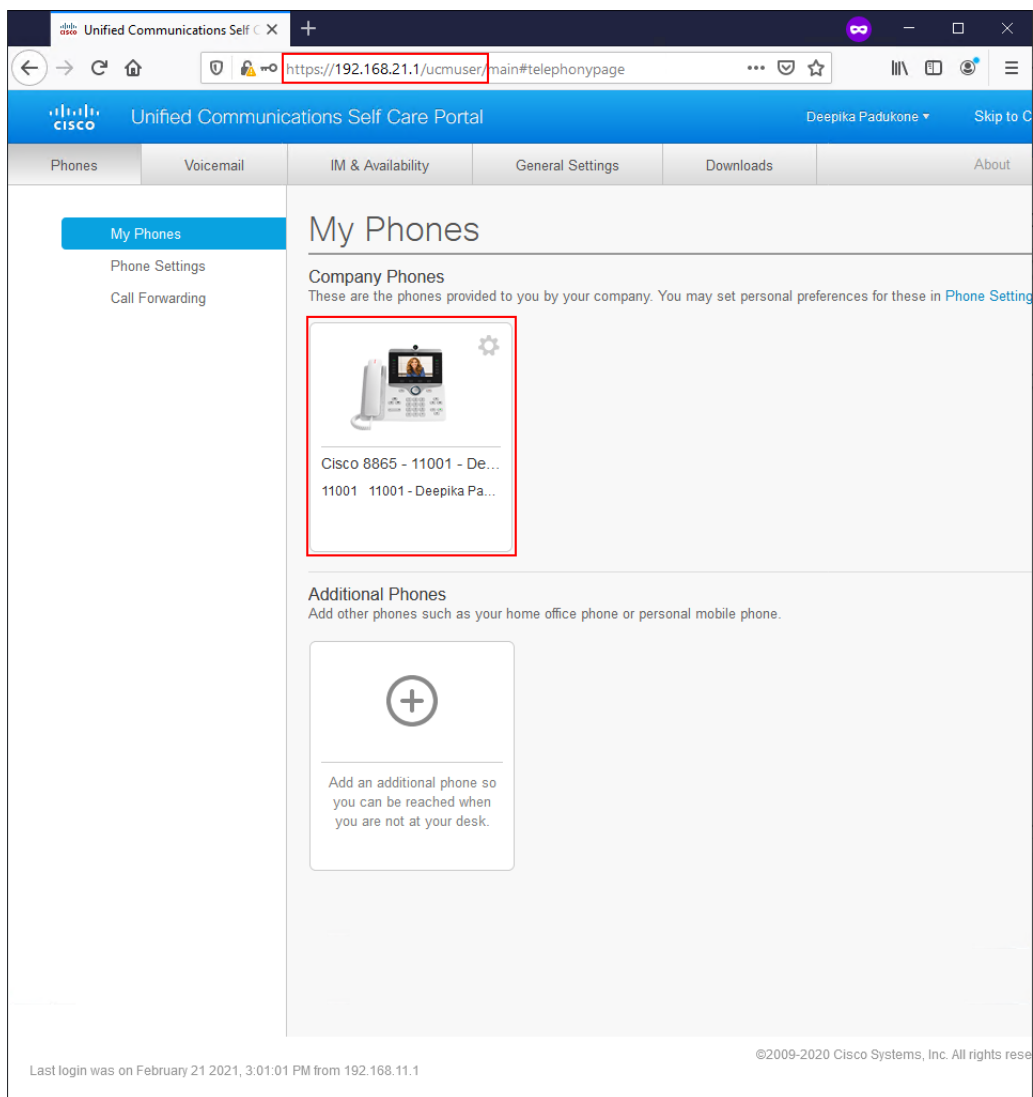 Unified Communications Self C
https://192.168.21.1/ucmuser/main#telephonypage
CISCO Unified Communications Self Care Portal Deepika Padukone Skip to C
Phones Voicemail IM & Availability General Settings Downloads About
My Phones
Phone Settings
Call Forwarding
My Phones
Company Phones
These are the phones provided to you by your company. You may set personal preferences for these in Phone Setting
Cisco 8865 - 11001 - De...
11001 11001 - Deepika Pa...
Additional Phones
Add other phones such as your home office phone or personal mobile phone.
Add an additional phone so
you can be reached when
you are not at your desk.
©2009-2020 Cisco Systems, Inc. All rights rese
Last login was on February 21 2021, 3:01:01 PM from 192.168.11.1